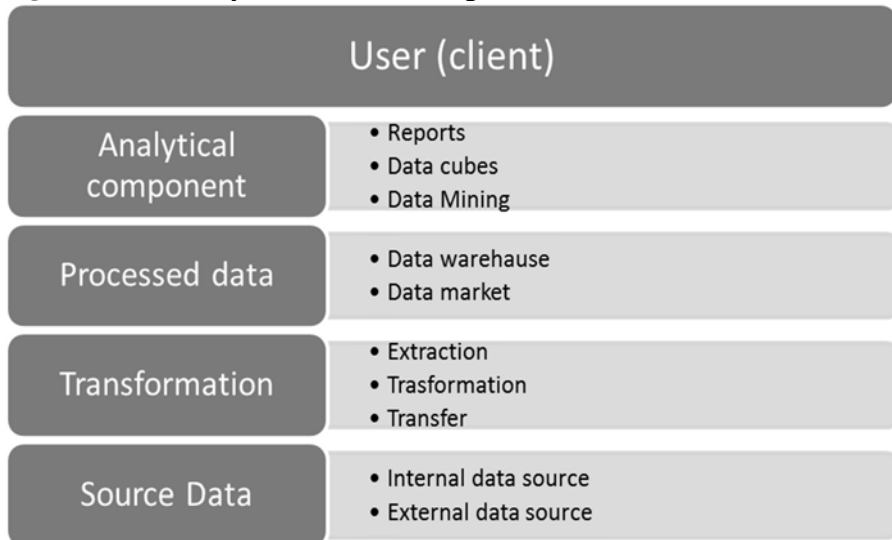 User (client)
Analytical
component
• Reports
• Data cubes
• Data Mining
Processed data
• Data warehause
• Data market
Transformation
• Extraction
• Trasformation
• Transfer
Source Data
• Internal data source
• External data source